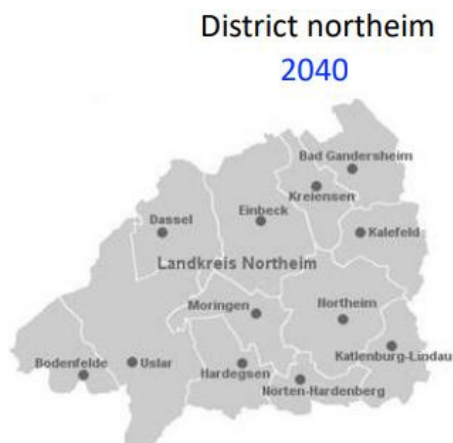 District northeim
2040
Bad Gandersheim
Kreiensen
Dassel
Einbeck
Kalefeld
Landkreis Northeim
Moringen
Northeim
Katlenburg-Lindau
Bodenfelde
Uslar
Hardegsen
Nörten-Hardenberg